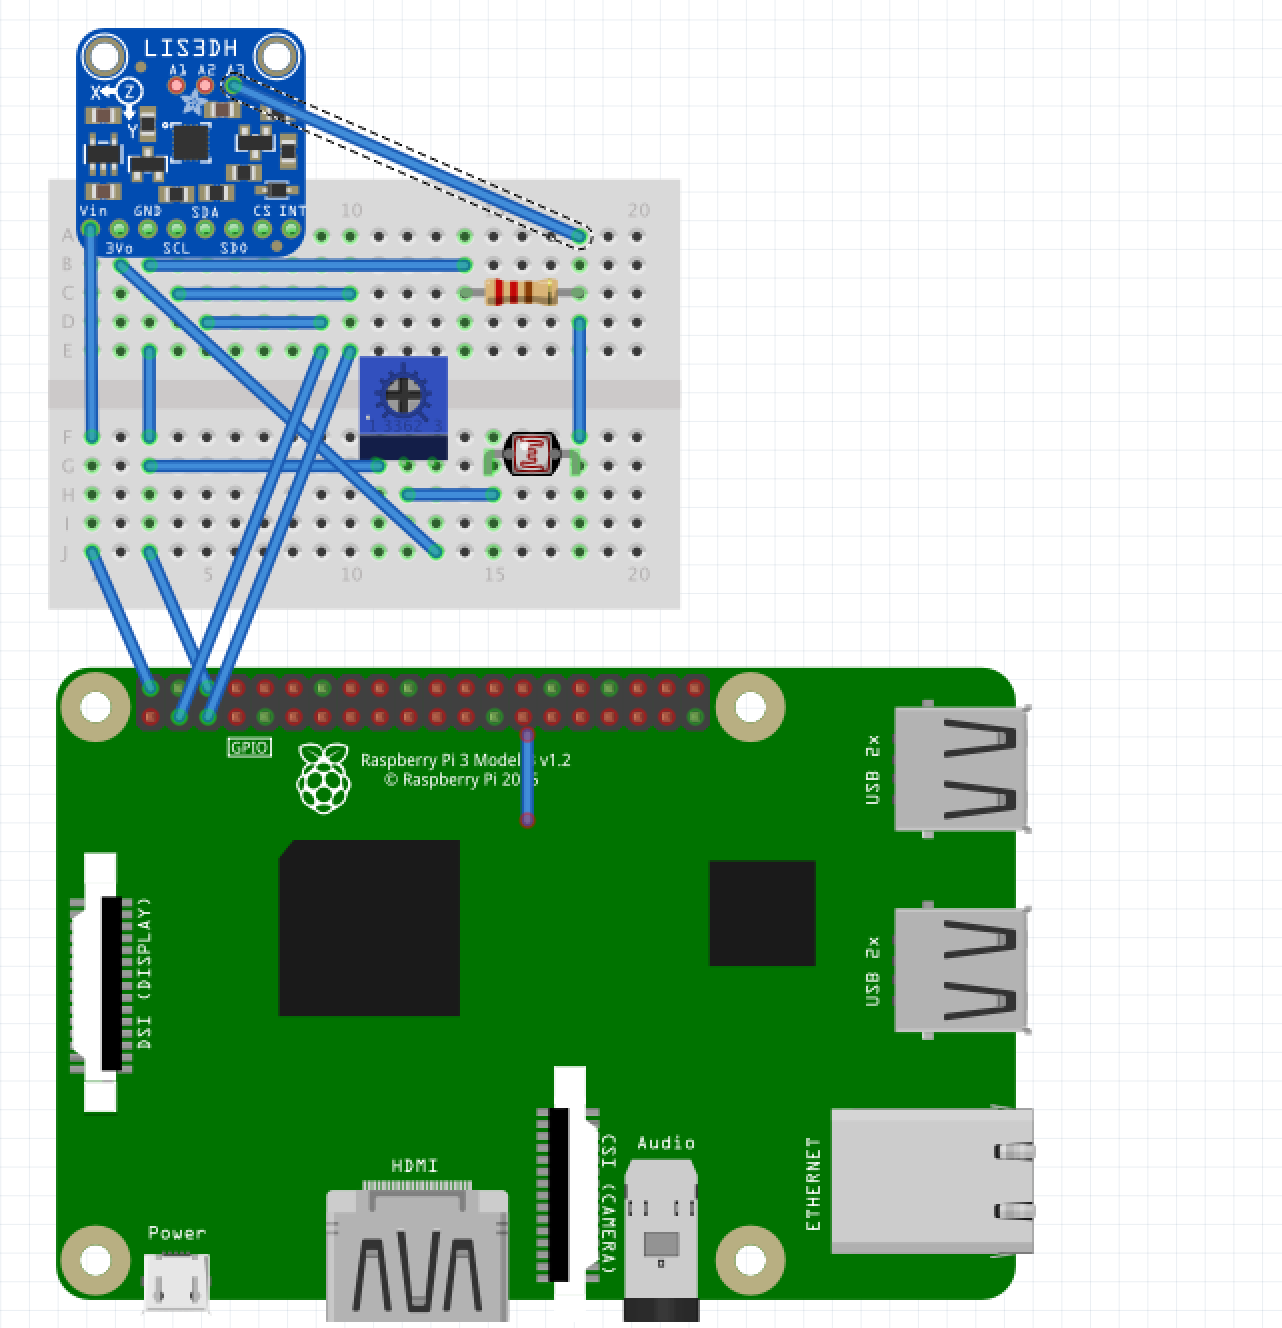 LIS3DH
A1 A2 A3
X Z
Y
Vin GND SDA CS INT
3Vo SCL SDO
10 20
A
B
C
D
E
1 3362 3
F
G
H
I
J
5 10 15 20
GPIO
Raspberry Pi 3 Model v1.2
© Raspberry Pi
USB 2x
USB 2x
DSI (DISPLAY)
CSI (CAMERA)
Audio
ETHERNET
HDMI
Power